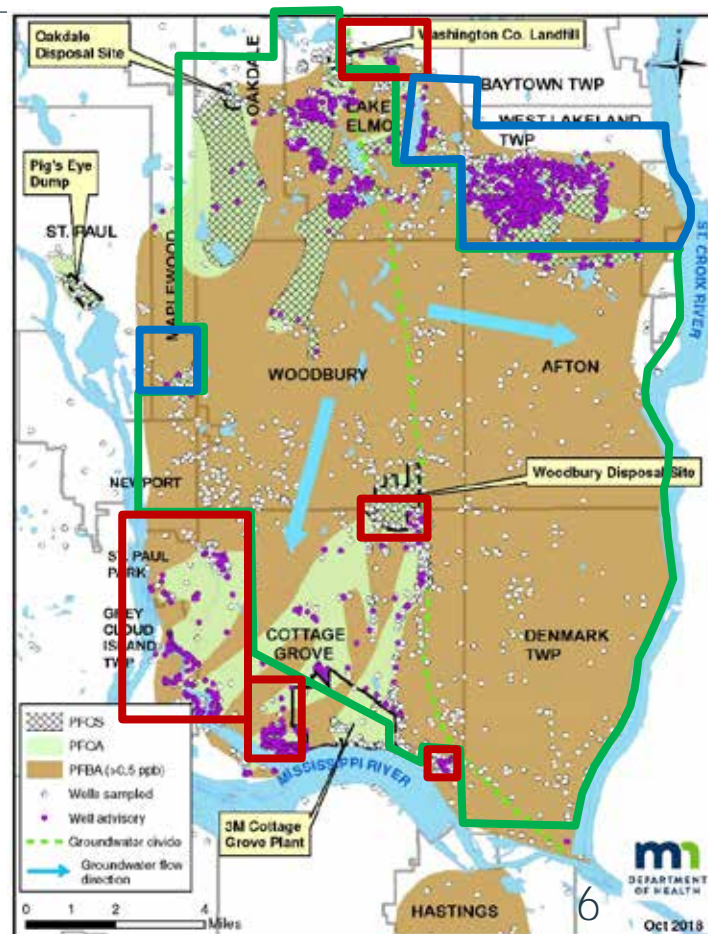 Oakdale
Disposal Site
OAKDALE
Washington Co. Landfill
BAYTOWN TWP
LAKE
ELMO
WEST LAKELAND
TWP
Pig's Eye
Dump
ST. PAUL
MAPLEWOOD
ST. CROIX RIVER
WOODBURY
AFTON
NEWPORT
Woodbury Disposal Site
ST. PAUL
PARK
GREY
CLOUD
ISLAND
TWP
COTTAGE
GROVE
DENMARK
TWP
MISSISSIPPI RIVER
3M Cottage
Grove Plant
PFOS
PFOA
PFBA (>0.5 ppb)
Wells sampled
Well advisory
Groundwater divide
Groundwater flow
direction
0 2 4
Miles
HASTINGS
6
mn
DEPARTMENT
OF HEALTH
Oct 2018